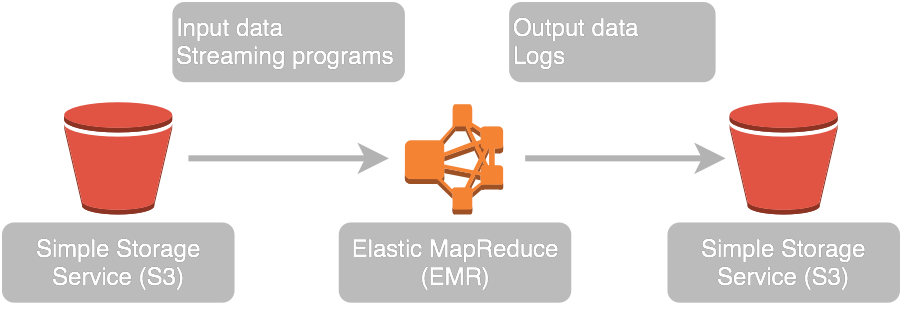 Input data
Streaming programs
Output data
Logs
Simple Storage
Service (S3)
Elastic MapReduce
(EMR)
Simple Storage
Service (S3)